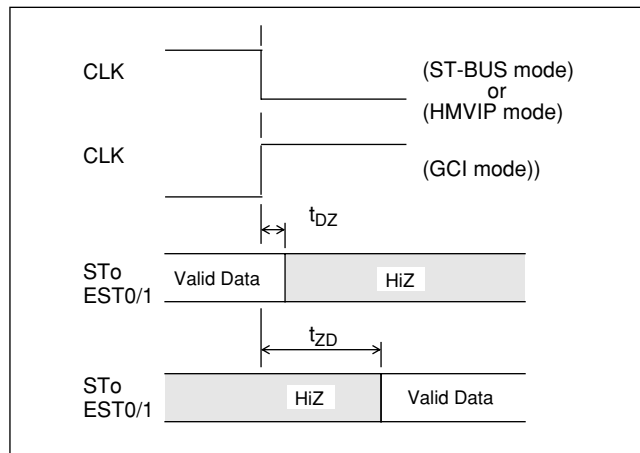 CLK
(ST-BUS mode)
or
(HMVIP mode)
CLK
(GCI mode))
tDZ
STo
EST0/1
Valid Data
HiZ
tZD
STo
EST0/1
HiZ
Valid Data